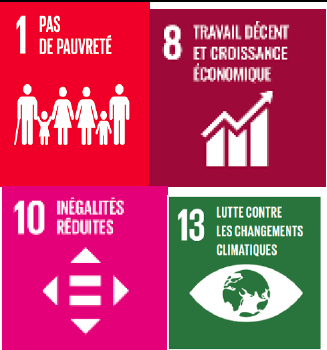 1 PAS
DE PAUVRETÉ
8 TRAVAIL DÉCENT
ET CROISSANCE
ÉCONOMIQUE
10 INÉGALITÉS
RÉDUITES
13 LUTTE CONTRE
LES CHANGEMENTS
CLIMATIQUES